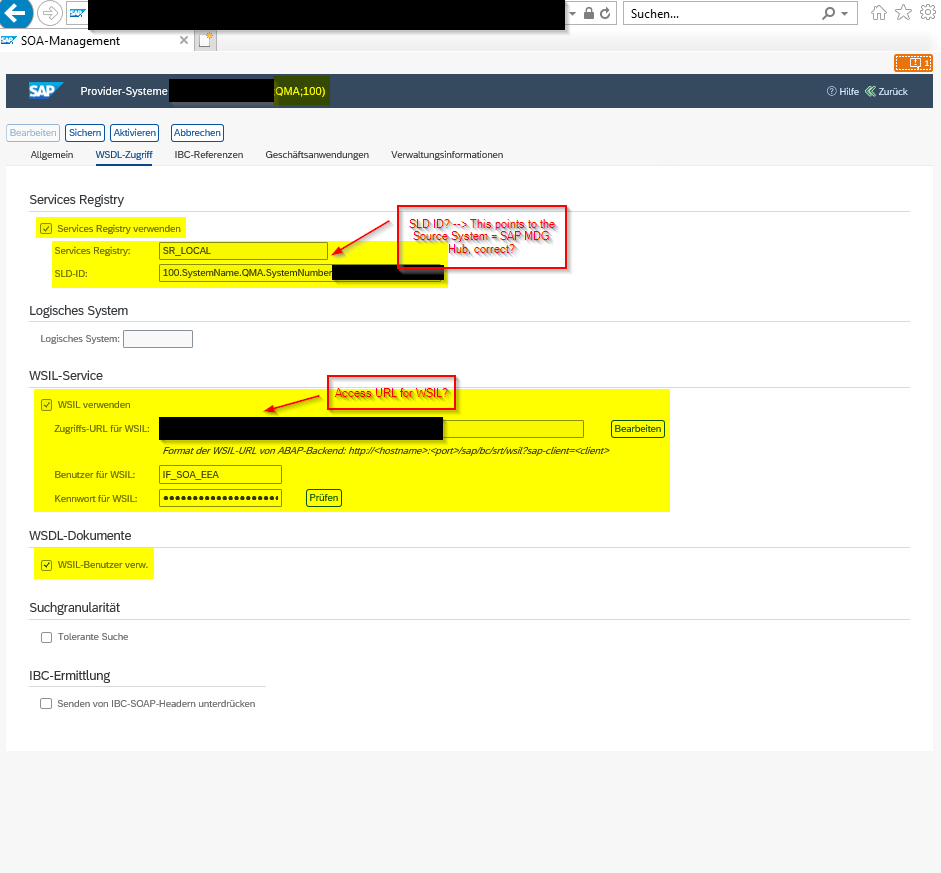 SAP
Suchen...
SAP SOA-Management
1
SAP Provider-Systeme QMA;100) Hilfe Zurück
Bearbeiten Sichern Aktivieren Abbrechen
Allgemein WSDL-Zugriff IBC-Referenzen Geschäftsanwendungen Verwaltungsinformationen
Services Registry
Services Registry verwenden
Services Registry: SR_LOCAL
SLD-ID: 100.SystemName.QMA.SystemNumber
SLD ID? --> This points to the
Source System = SAP MDG
Hub, correct?
Logisches System
Logisches System:
WSIL-Service
WSIL verwenden
Access URL for WSIL?
Zugriffs-URL für WSIL: Bearbeiten
Format der WSIL-URL von ABAP-Backend: http://<hostname>:<port>/sap/bc/srt/wsil?sap-client=<client>
Benutzer für WSIL: IF_SOA_EEA
Kennwort für WSIL: Prüfen
WSDL-Dokumente
WSIL-Benutzer verw.
Suchgranularität
Tolerante Suche
IBC-Ermittlung
Senden von IBC-SOAP-Headern unterdrücken